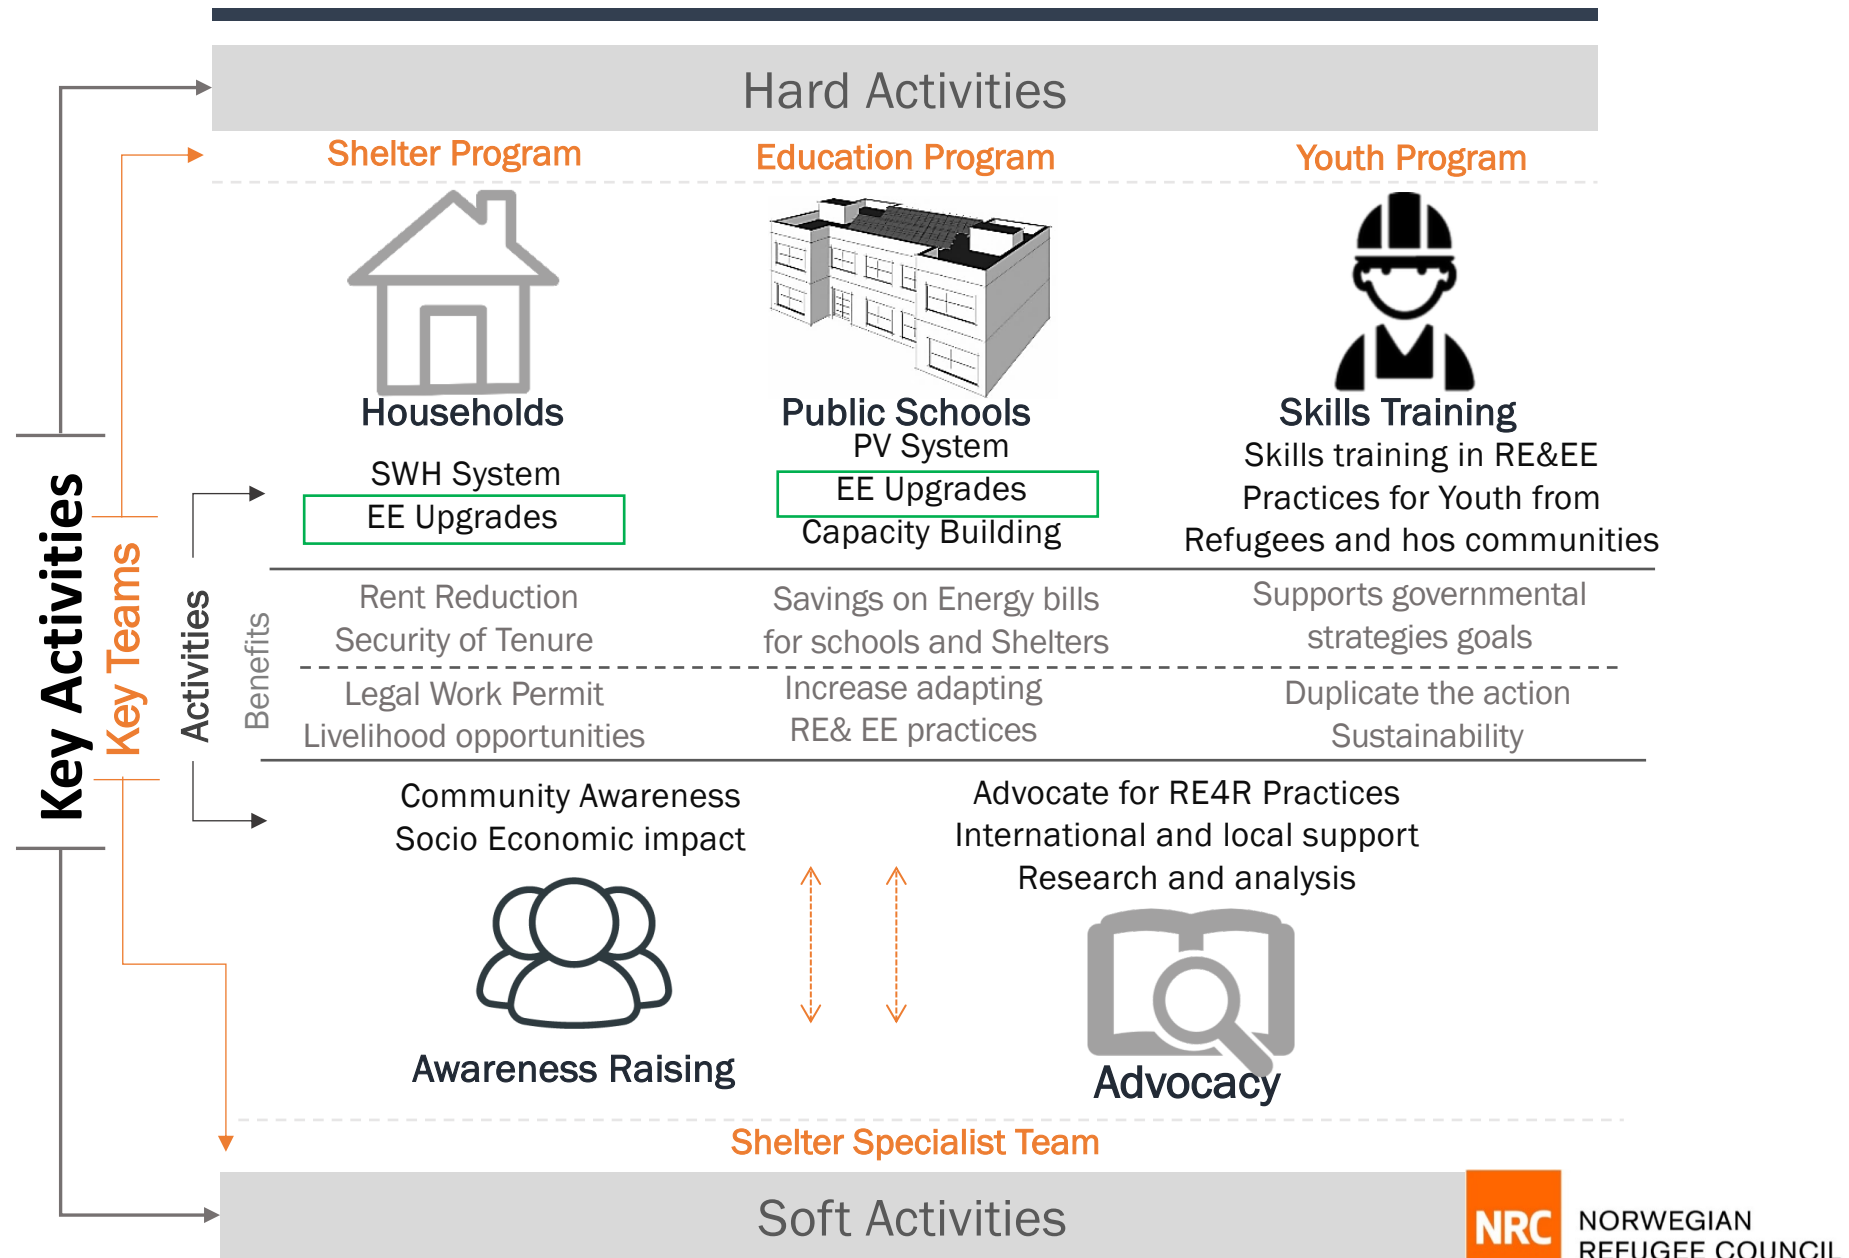 Hard Activities
Shelter Program
Education Program
Youth Program
Households
Public Schools
Skills Training
SWH System
EE Upgrades
PV System
EE Upgrades
Capacity Building
Skills training in RE&EE
Practices for Youth from
Refugees and hos communities
Key Activities
Key Teams
Activities
Benefits
Rent Reduction
Security of Tenure
Savings on Energy bills
for schools and Shelters
Supports governmental
strategies goals
Legal Work Permit
Livelihood opportunities
Increase adapting
RE& EE practices
Duplicate the action
Sustainability
Community Awareness
Socio Economic impact
Advocate for RE4R Practices
International and local support
Research and analysis
Awareness Raising
Advocacy
Shelter Specialist Team
Soft Activities
NRC
NORWEGIAN
REFUGEE COUNCIL